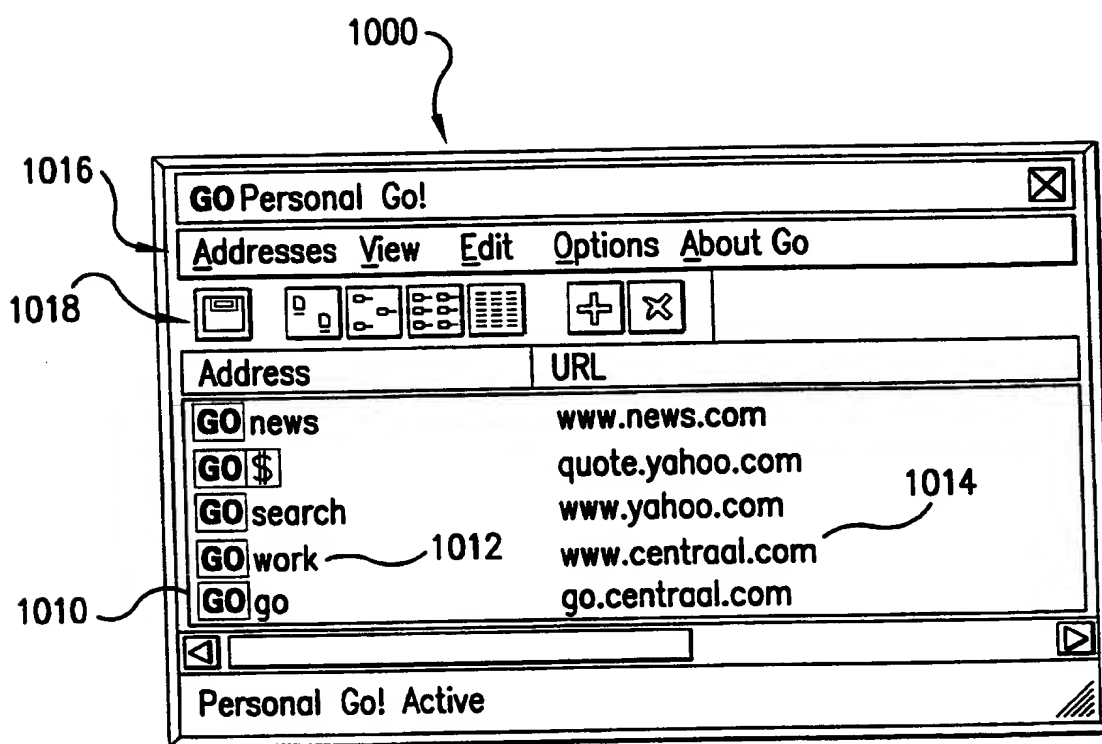 1000
1016
GO Personal Go!
Addresses View Edit Options About Go
1018
Address URL
GO news www.news.com
GO $ quote.yahoo.com
GO search www.yahoo.com 1014
GO work 1012 www.centraal.com
1010 GO go go.centraal.com
Personal Go! Active